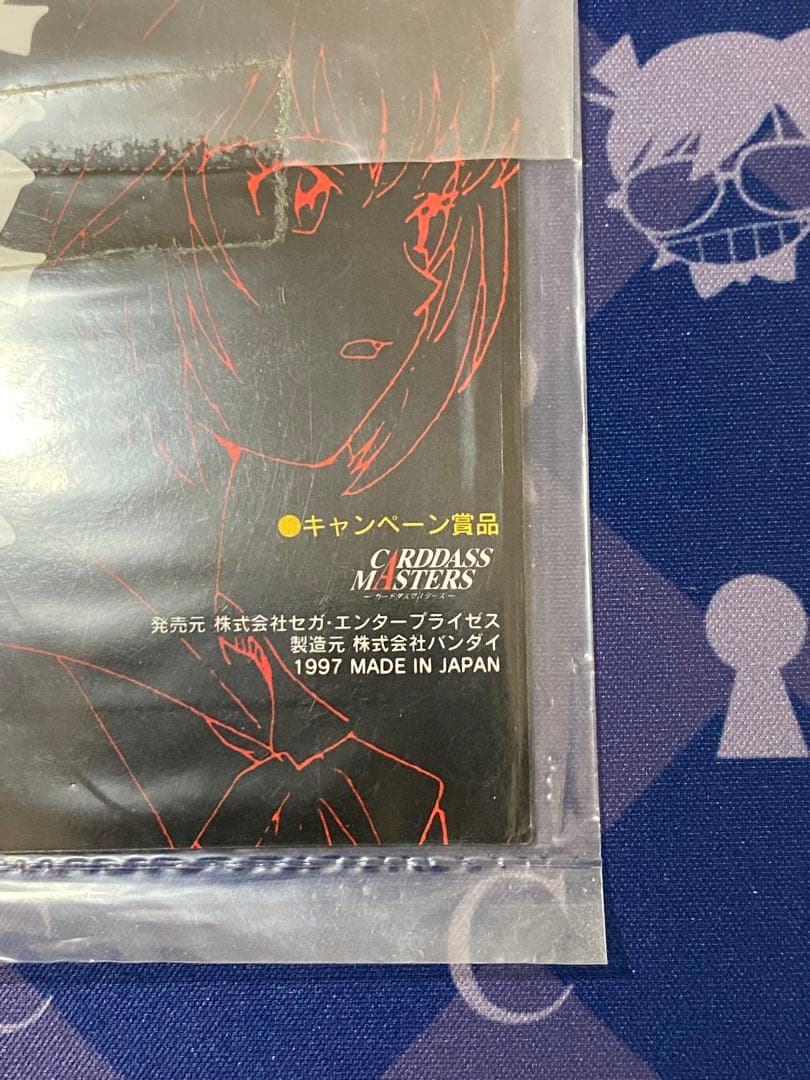 ●キャンペーン賞品
CARDDASS
MASTERS
－カードダスマスターズ－
発売元 株式会社セガ・エンタープライゼス
製造元 株式会社バンダイ
1997 MADE IN JAPAN
C
C